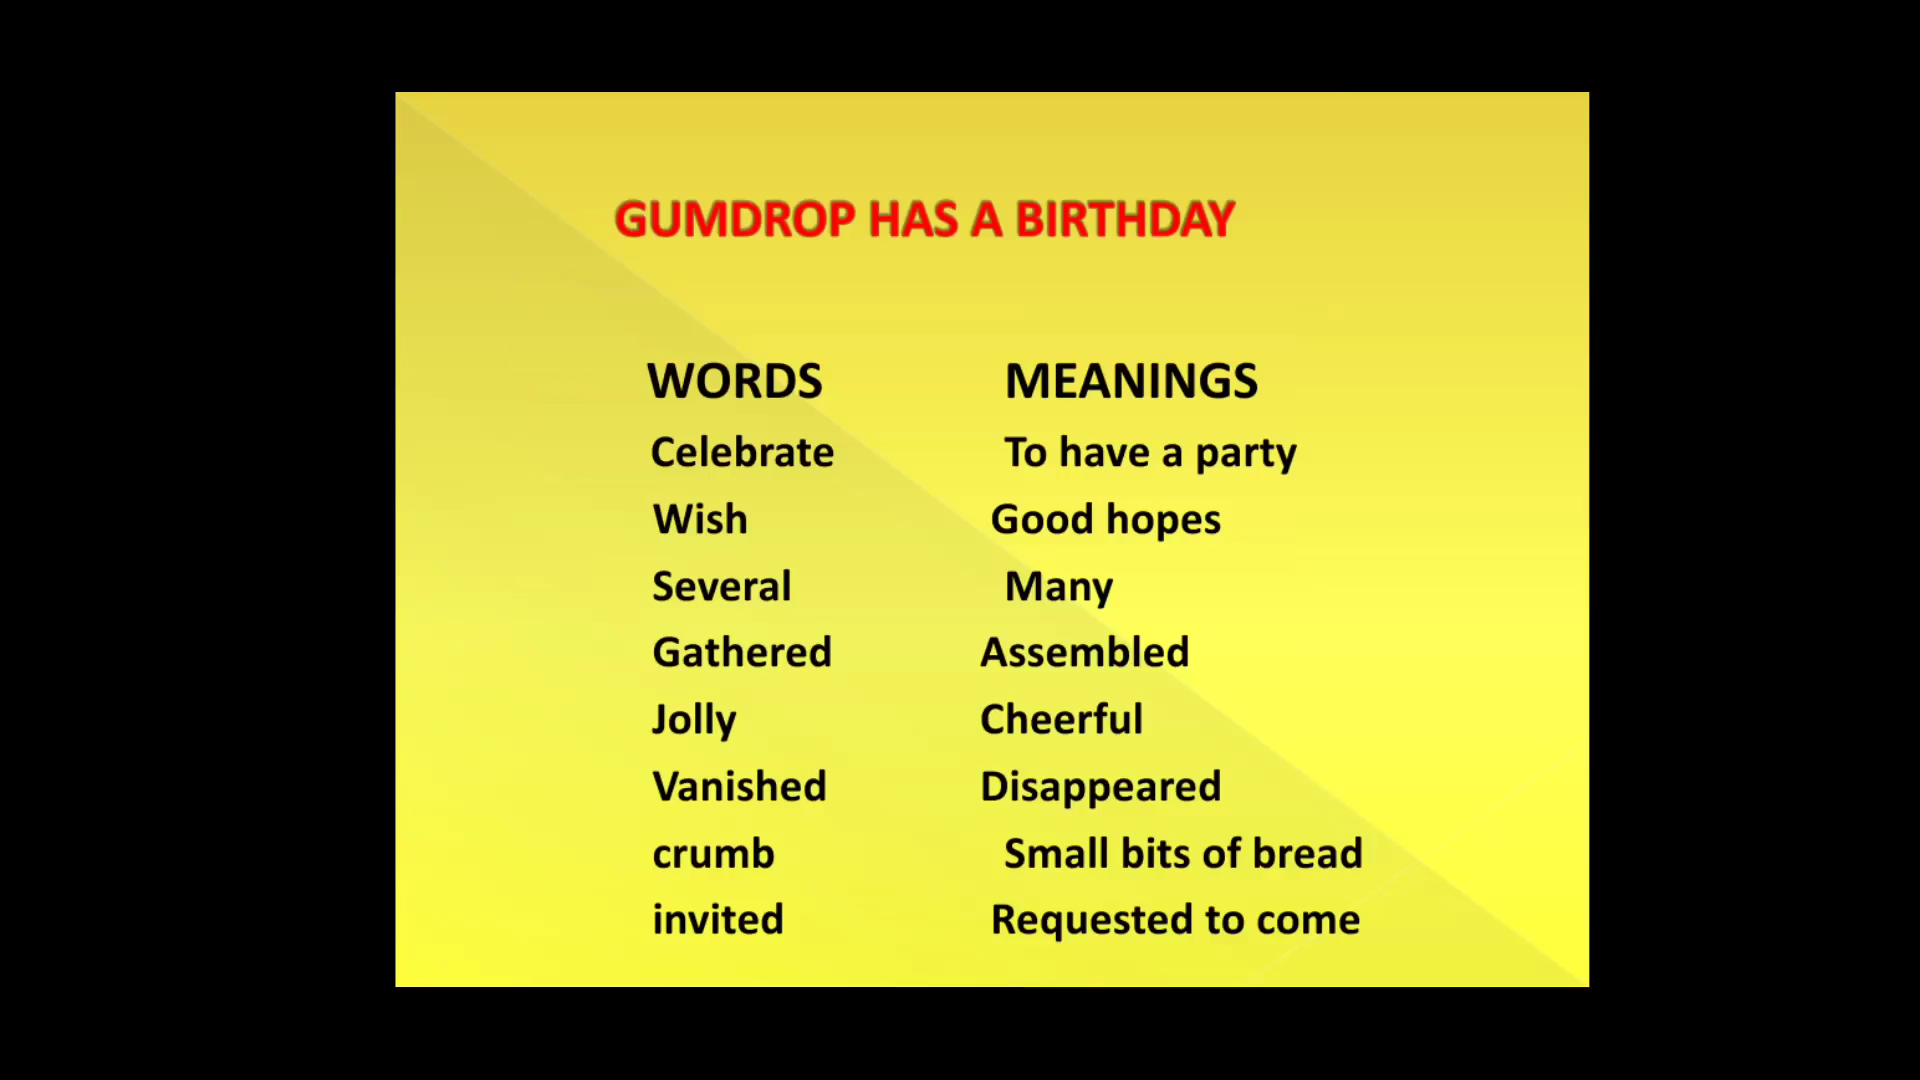 GUMDROP HAS A BIRTHDAY
WORDS MEANINGS
Celebrate To have a party
Wish Good hopes
Several Many
Gathered Assembled
Jolly Cheerful
Vanished Disappeared
crumb Small bits of bread
invited Requested to come